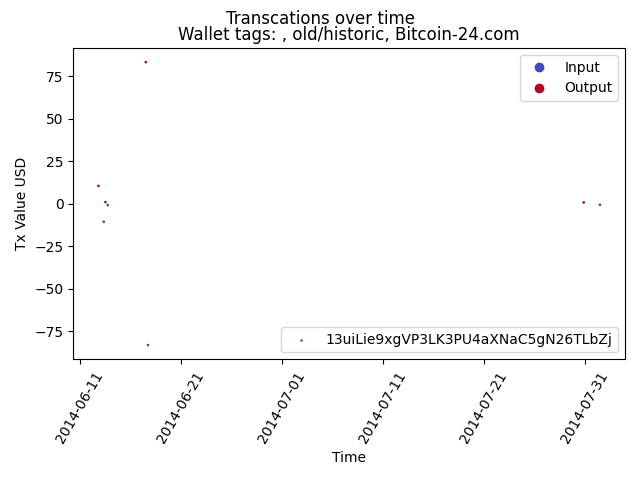 Transcations over time
Wallet tags: , old/historic, Bitcoin-24.com
Input
Output
Tx Value USD
75
50
25
0
−25
−50
−75
13uiLie9xgVP3LK3PU4aXNaC5gN26TLbZj
2014-06-11
2014-06-21
2014-07-01
2014-07-11
2014-07-21
2014-07-31
Time